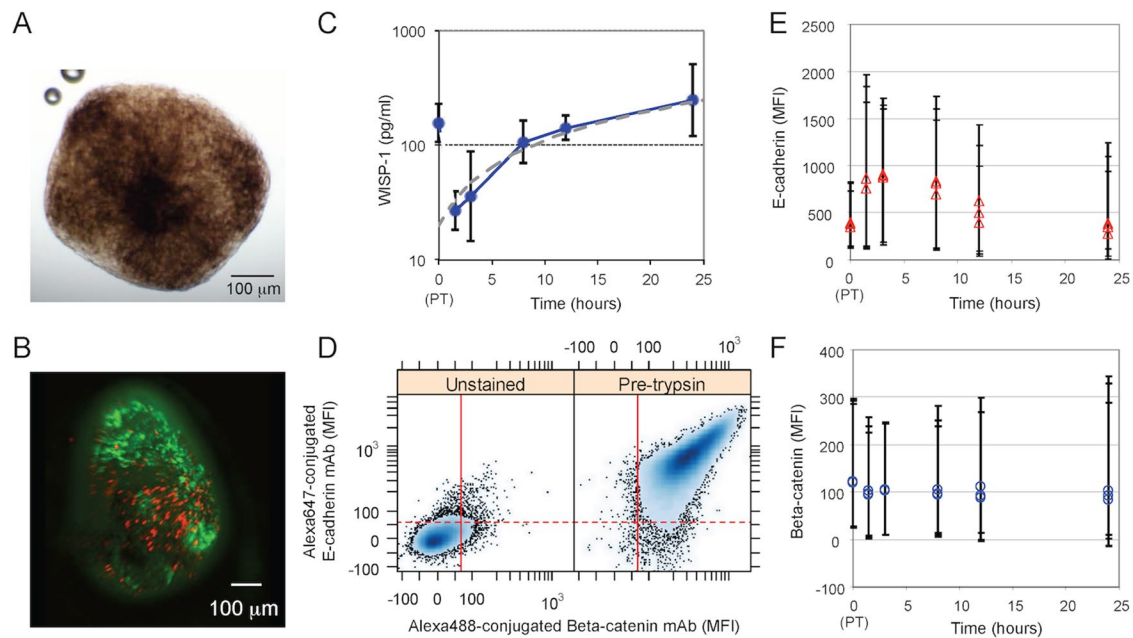 A
100 µm
B
100 µm
C
1000
100
10
WISP-1 (pg/ml)
0 5 10 15 20 25
(PT)
Time (hours)
D
-100 0 100 10³
Unstained Pre-trypsin
Alexa647-conjugated
E-cadherin mAb (MFI)
10³
100
0
-100
-100 0 100 10³
Alexa488-conjugated Beta-catenin mAb (MFI)
E
2500
2000
1500
1000
500
0
E-cadherin (MFI)
0 5 10 15 20 25
(PT)
Time (hours)
F
400
300
200
100
0
-100
Beta-catenin (MFI)
0 5 10 15 20 25
(PT)
Time (hours)